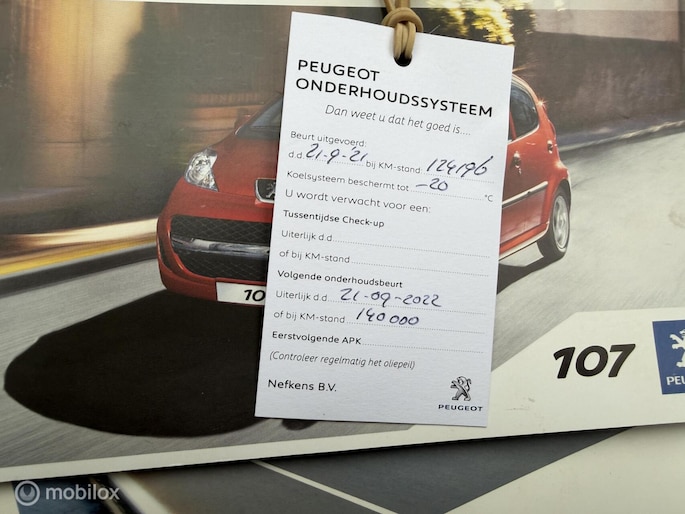 PEUGEOT
ONDERHOUDSSYSTEEM
Dan weet u dat het goed is....
Beurt uitgevoerd:
d.d. 21-9-'21 bij KM-stand: 124196
Koelsysteem beschermt tot -20 °C
U wordt verwacht voor een:
Tussentijdse Check-up
Uiterlijk d.d.
of bij KM-stand
Volgende onderhoudsbeurt
Uiterlijk d.d. 21-09-2022
of bij KM-stand 140000
Eerstvolgende APK
(Controleer regelmatig het oliepeil)
Nefkens B.V.
PEUGEOT
10
107
PEU
mobilox